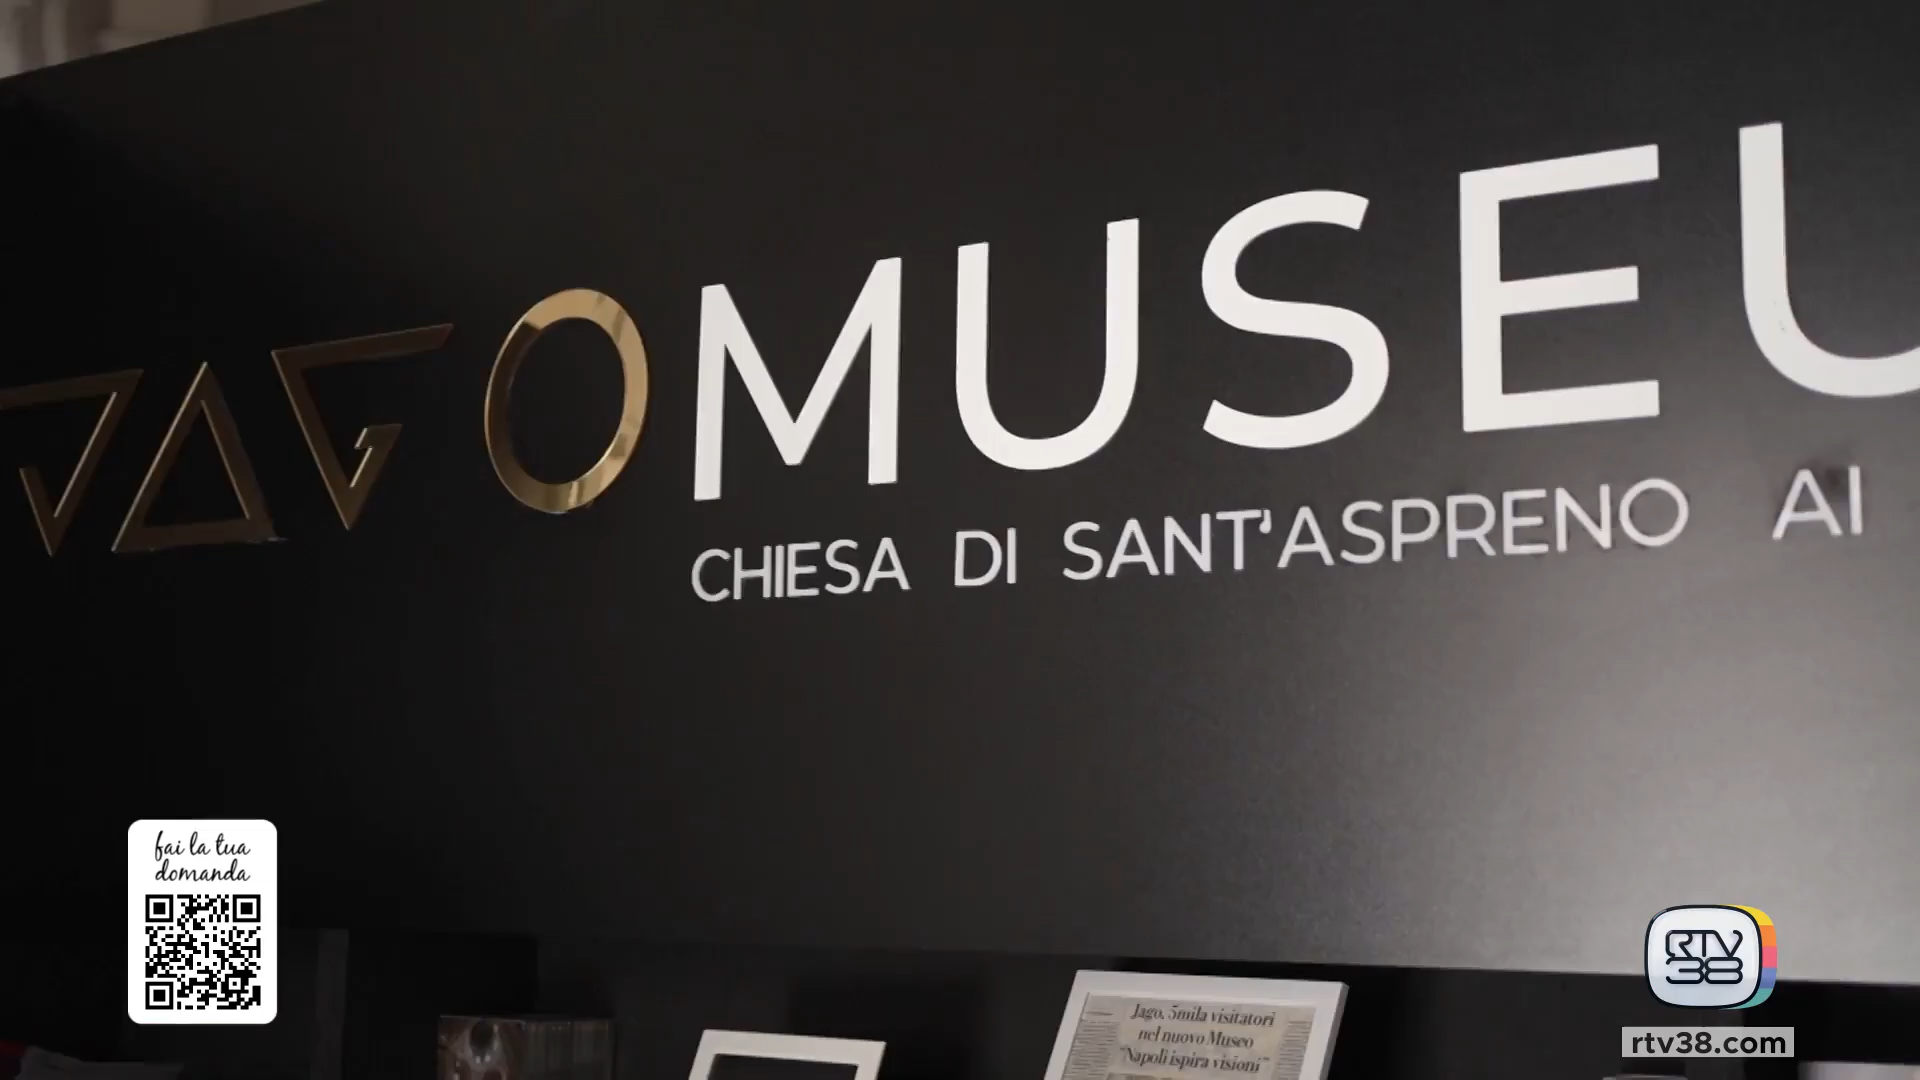 JAGO MUSEU
CHIESA DI SANT'ASPRENO AI
fai la tua
domanda
Jago, 5mila visitatori
nel nuovo Museo
"Napoli ispira visioni"
RTV
38
rtv38.com